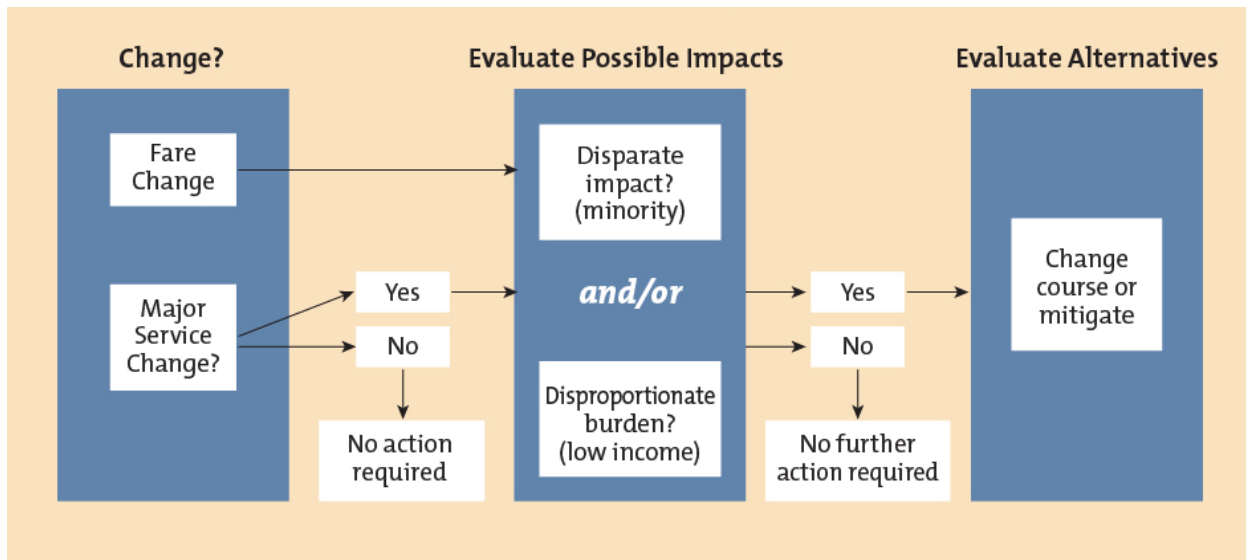 Change?
Evaluate Possible Impacts
Evaluate Alternatives
Fare
Change
Major
Service
Change?
Yes
No
No action
required
Disparate
impact?
(minority)
and/or
Disproportionate
burden?
(low income)
Yes
No
No further
action required
Change
course or
mitigate